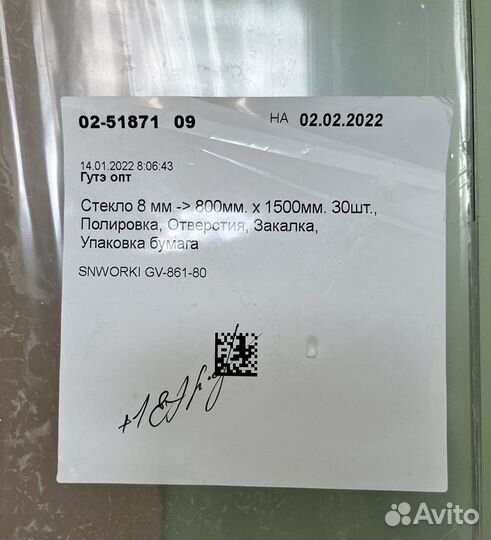 02-51871 09 НА 02.02.2022
14.01.2022 8:06:43
Гутэ опт
Стекло 8 мм -> 800мм. x 1500мм. 30шт.,
Полировка, Отверстия, Закалка,
Упаковка бумага
SNWORKI GV-861-80
Avito